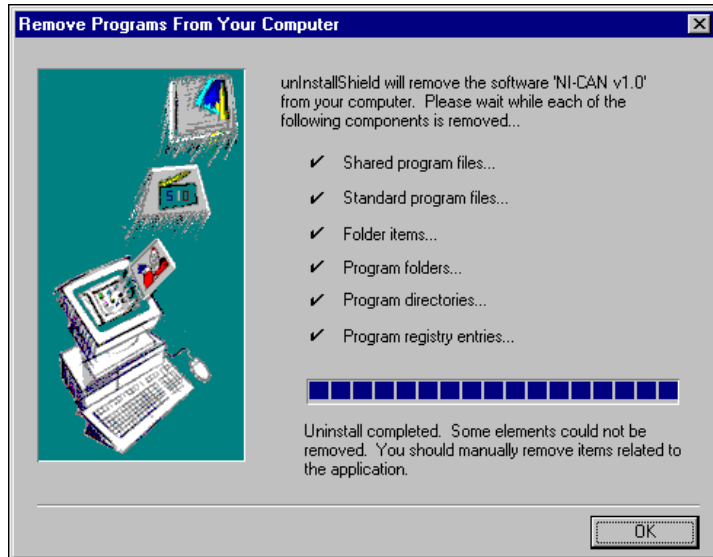 Remove Programs From Your Computer
unInstallShield will remove the software 'NI-CAN v1.0'
from your computer.  Please wait while each of the
following components is removed...
✔ Shared program files...
✔ Standard program files...
✔ Folder items...
✔ Program folders...
✔ Program directories...
✔ Program registry entries...
Uninstall completed.  Some elements could not be
removed.  You should manually remove items related to
the application.
OK